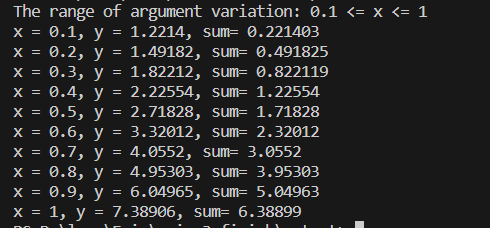 The range of argument variation: 0.1 <= x <= 1
x = 0.1, y = 1.2214, sum= 0.221403
x = 0.2, y = 1.49182, sum= 0.491825
x = 0.3, y = 1.82212, sum= 0.822119
x = 0.4, y = 2.22554, sum= 1.22554
x = 0.5, y = 2.71828, sum= 1.71828
x = 0.6, y = 3.32012, sum= 2.32012
x = 0.7, y = 4.0552, sum= 3.0552
x = 0.8, y = 4.95303, sum= 3.95303
x = 0.9, y = 6.04965, sum= 5.04963
x = 1, y = 7.38906, sum= 6.38899